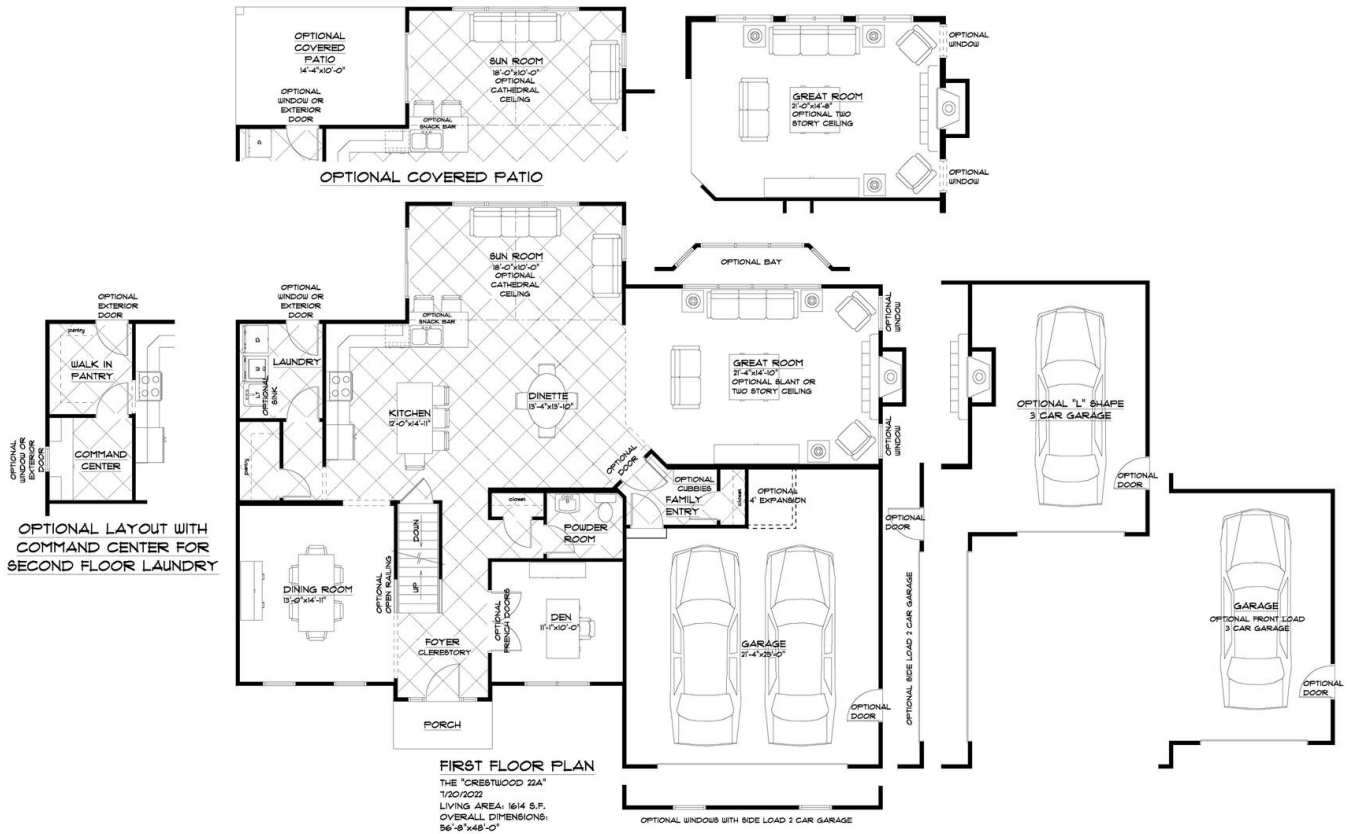 OPTIONAL
COVERED
PATIO
14'-4"x10'-0"
OPTIONAL
WINDOW OR
EXTERIOR
DOOR
D
SUN ROOM
18'-0"x10'-0"
OPTIONAL
CATHEDRAL
CEILING
OPTIONAL
SNACK BAR
OPTIONAL COVERED PATIO
GREAT ROOM
21'-0"x14'-8"
OPTIONAL TWO
STORY CEILING
OPTIONAL
WINDOW
OPTIONAL
WINDOW
OPTIONAL BAY
OPTIONAL
EXTERIOR
DOOR
pantry
WALK IN
PANTRY
COMMAND
CENTER
OPTIONAL
WINDOW OR
EXTERIOR
DOOR
OPTIONAL LAYOUT WITH
COMMAND CENTER FOR
SECOND FLOOR LAUNDRY
OPTIONAL
WINDOW OR
EXTERIOR
DOOR
D
W
LT
LAUNDRY
OPTIONAL
SINK
pantry
SUN ROOM
18'-0"x10'-0"
OPTIONAL
CATHEDRAL
CEILING
OPTIONAL
SNACK BAR
KITCHEN
12'-0"x14'-11"
DINETTE
13'-4"x13'-10"
GREAT ROOM
21'-4"x14'-10"
OPTIONAL SLANT OR
TWO STORY CEILING
OPTIONAL
WINDOW
OPTIONAL
WINDOW
OPTIONAL
DOOR
OPTIONAL
CUBBIES
FAMILY
ENTRY
closet
OPTIONAL
4' EXPANSION
closet
POWDER
ROOM
DOWN
UP
OPTIONAL
OPEN RAILING
DINING ROOM
13'-0"x14'-11"
FOYER
CLERESTORY
OPTIONAL
FRENCH DOORS
DEN
11'-1"x10'-0"
PORCH
GARAGE
21'-4"x25'-0"
OPTIONAL
DOOR
OPTIONAL
DOOR
OPTIONAL SIDE LOAD 2 CAR GARAGE
OPTIONAL "L" SHAPE
3 CAR GARAGE
OPTIONAL
DOOR
GARAGE
OPTIONAL FRONT LOAD
3 CAR GARAGE
OPTIONAL
DOOR
FIRST FLOOR PLAN
THE "CRESTWOOD 22A"
7/20/2022
LIVING AREA: 1614 S.F.
OVERALL DIMENSIONS:
56'-8"x48'-0"
OPTIONAL WINDOWS WITH SIDE LOAD 2 CAR GARAGE